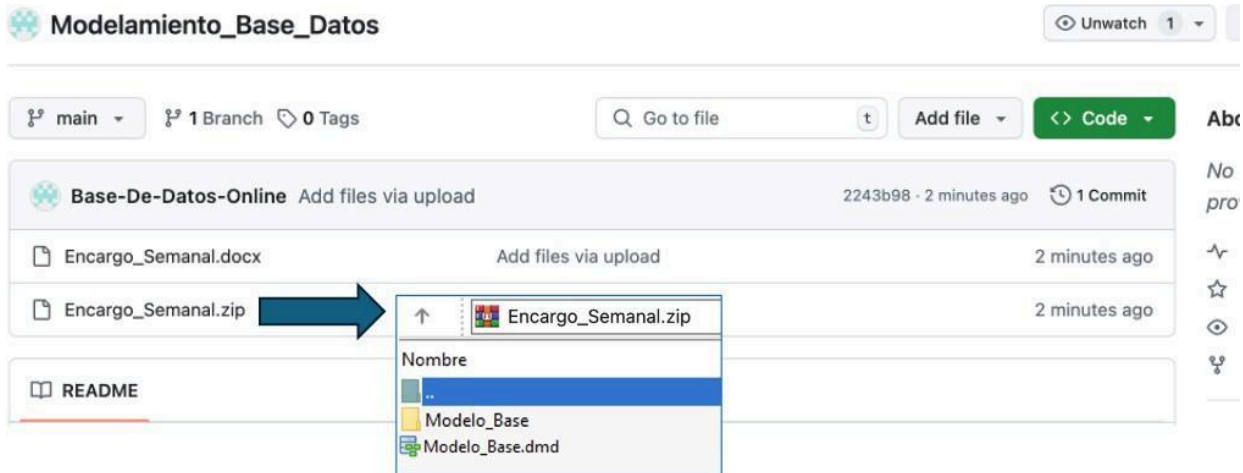 Modelamiento_Base_Datos
Unwatch 1
main 1 Branch 0 Tags
Go to file t
Add file
<> Code
Base-De-Datos-Online Add files via upload 2243b98 · 2 minutes ago 1 Commit
Encargo_Semanal.docx Add files via upload 2 minutes ago
Encargo_Semanal.zip 2 minutes ago
Encargo_Semanal.zip
Nombre
..
Modelo_Base
Modelo_Base.dmd
README
No